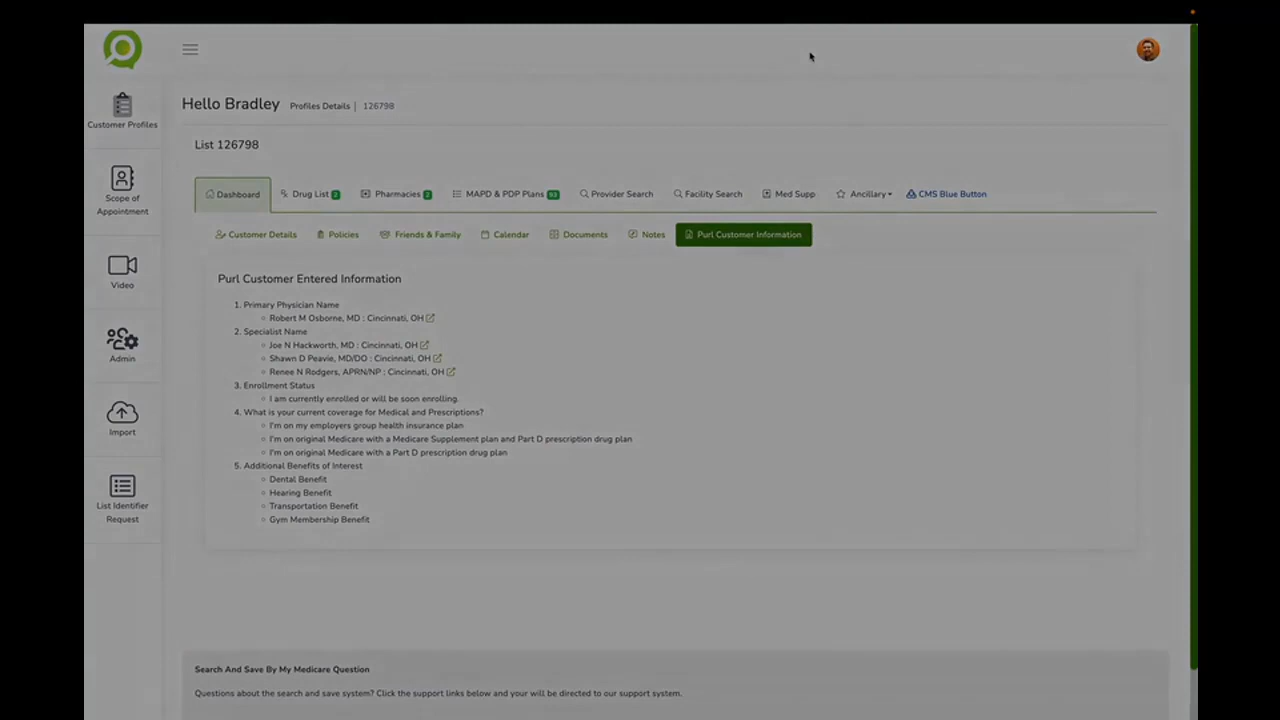 Hello Bradley Profiles Details | 126798
List 126798
Dashboard Drug List 2 Pharmacies 2 MAPD & PDP Plans 93 Provider Search Facility Search Med Supp Ancillary CMS Blue Button
Customer Details Policies Friends & Family Calendar Documents Notes Purl Customer Information
Customer Profiles
Scope of
Appointment
Video
Admin
Import
List Identifier
Request
Purl Customer Entered Information
1. Primary Physician Name
Robert M Osborne, MD : Cincinnati, OH
2. Specialist Name
Joe N Hackworth, MD : Cincinnati, OH
Shawn D Peavie, MD/DO : Cincinnati, OH
Renee N Rodgers, APRN/NP : Cincinnati, OH
3. Enrollment Status
I am currently enrolled or will be soon enrolling.
4. What is your current coverage for Medical and Prescriptions?
I'm on my employers group health insurance plan
I'm on original Medicare with a Medicare Supplement plan and Part D prescription drug plan
I'm on original Medicare with a Part D prescription drug plan
5. Additional Benefits of Interest
Dental Benefit
Hearing Benefit
Transportation Benefit
Gym Membership Benefit
Search And Save By My Medicare Question
Questions about the search and save system? Click the support links below and your will be directed to our support system.